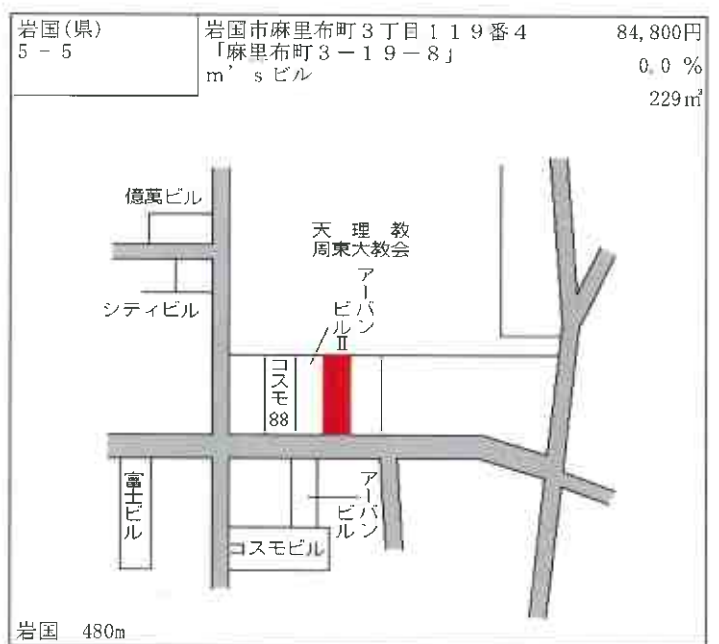 岩国(県)
5－5
岩国市麻里布町3丁目119番4
「麻里布町3－19－8」
m’sビル
84,800円
0.0 %
229㎡
億萬ビル
天理教
周東大教会
シティビル
アーバン
ビル
Ⅱ
コスモ
88
富士ビル
アーバン
ビル
コスモビル
岩国 480m